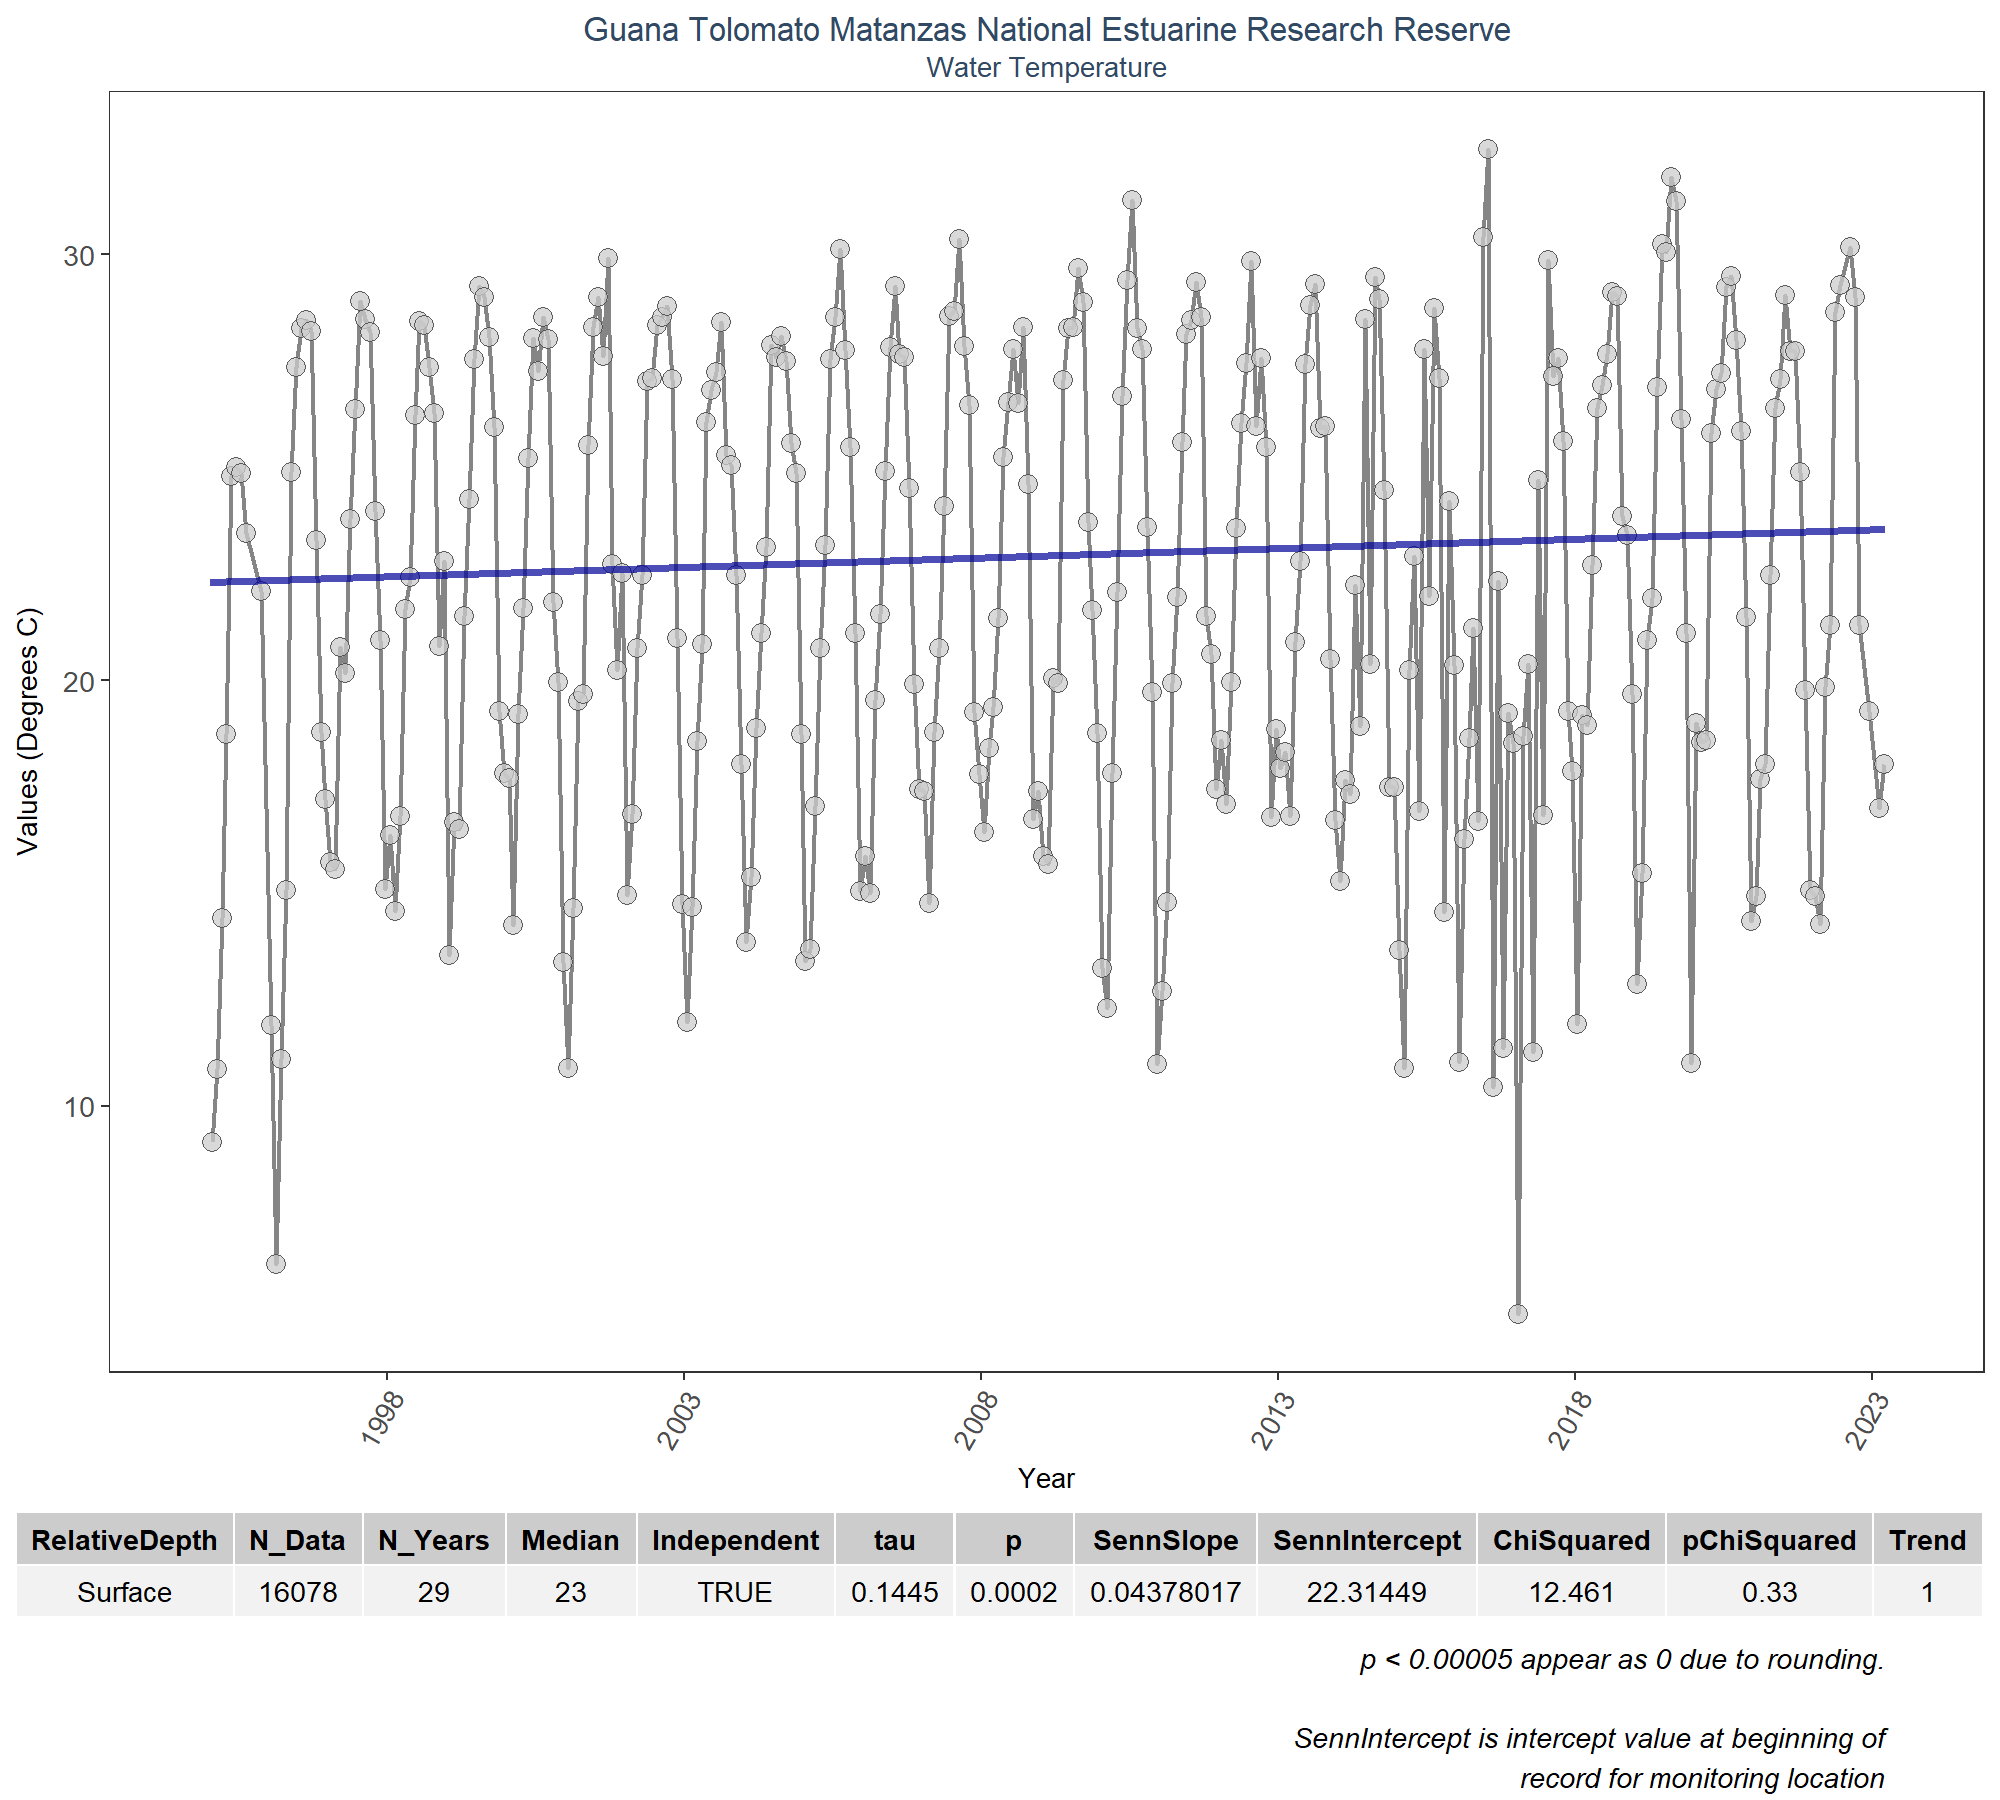 Guana Tolomato Matanzas National Estuarine Research Reserve
Water Temperature
30
20
10
Values (Degrees C)
1998 2003 2008 2013 2018 2023
Year
RelativeDepth N_Data N_Years Median Independent tau p SennSlope SennIntercept ChiSquared pChiSquared Trend
Surface 16078 29 23 TRUE 0.1445 0.0002 0.04378017 22.31449 12.461 0.33 1
p < 0.00005 appear as 0 due to rounding.
SennIntercept is intercept value at beginning of
record for monitoring location